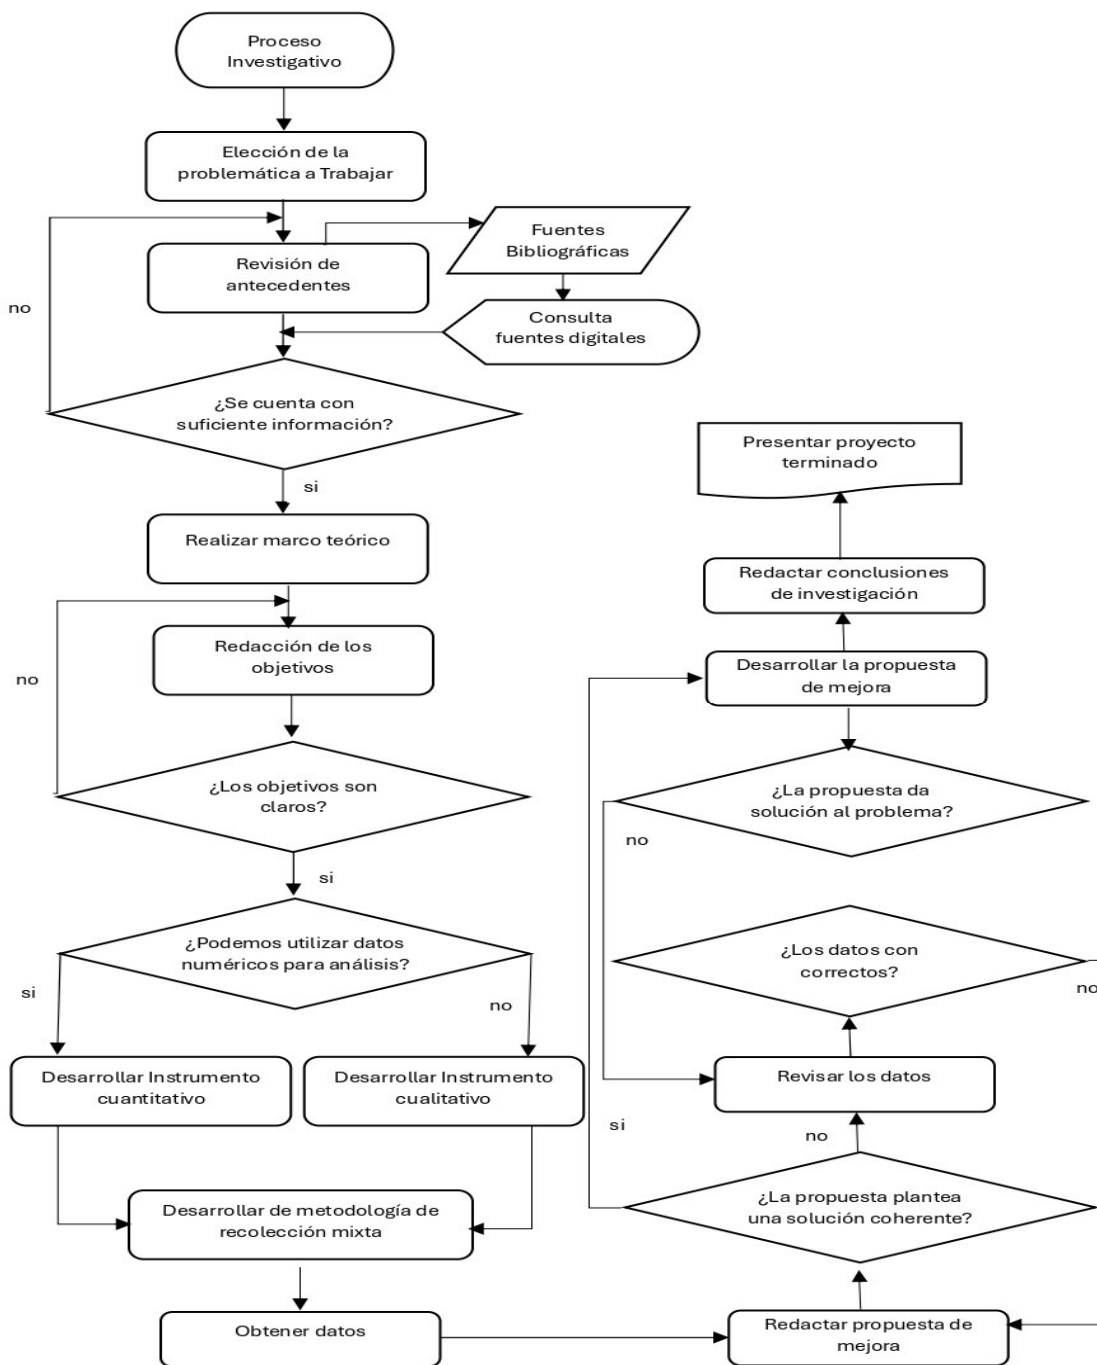 Proceso
Investigativo
Elección de la
problemática a Trabajar
Revisión de
antecedentes
Fuentes
Bibliográficas
Consulta
fuentes digitales
no
¿Se cuenta con
suficiente información?
si
Realizar marco teórico
Redacción de los
objetivos
no
¿Los objetivos son
claros?
si
¿Podemos utilizar datos
numéricos para análisis?
si
no
Desarrollar Instrumento
cuantitativo
Desarrollar Instrumento
cualitativo
Desarrollar de metodología de
recolección mixta
Obtener datos
Redactar propuesta de
mejora
¿La propuesta plantea
una solución coherente?
si
no
Revisar los datos
¿Los datos con
correctos?
no
¿La propuesta da
solución al problema?
no
Desarrollar la propuesta
de mejora
Redactar conclusiones
de investigación
Presentar proyecto
terminado